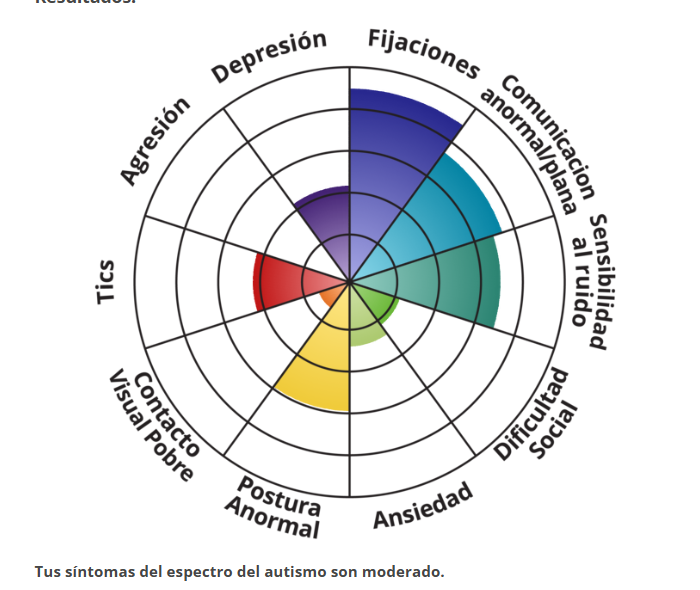 Resultados:
Depresión
Fijaciones
Comunicacion
anormal/plana
Sensibilidad
al ruido
Dificultad
Social
Ansiedad
Postura
Anormal
Contacto
Visual Pobre
Tics
Agresión
Tus síntomas del espectro del autismo son moderado.